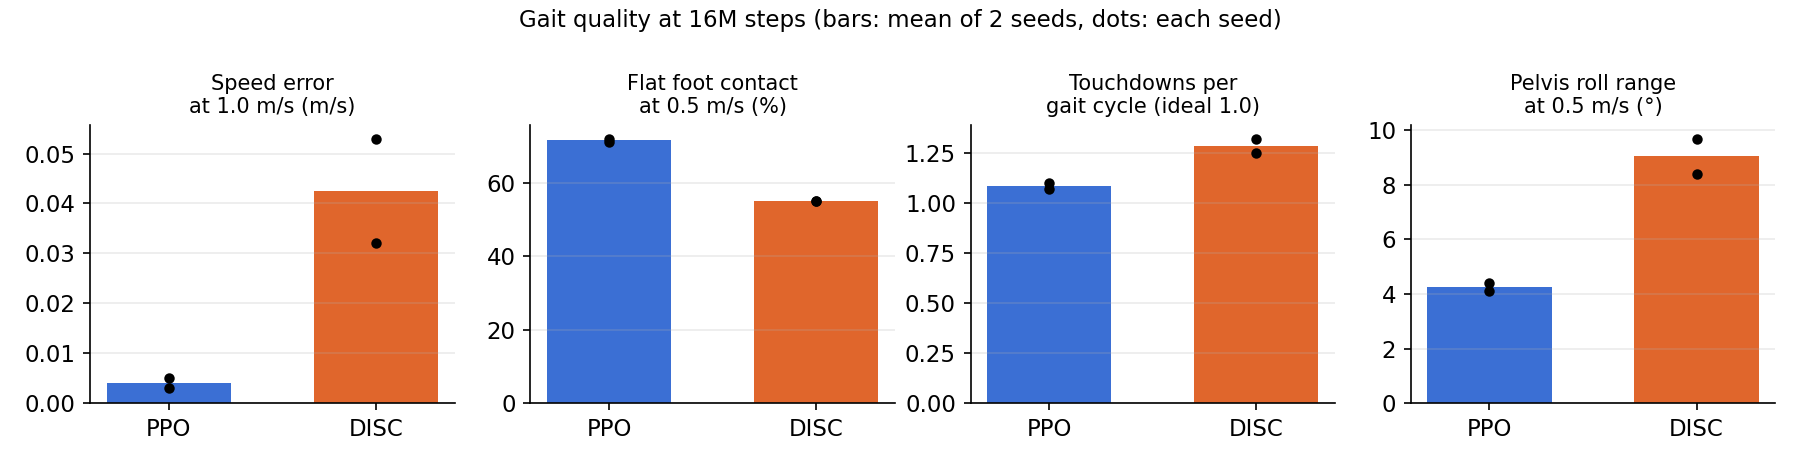 Gait quality at 16M steps (bars: mean of 2 seeds, dots: each seed)
Speed error
at 1.0 m/s (m/s)
0.05
0.04
0.03
0.02
0.01
0.00
PPO
DISC
Flat foot contact
at 0.5 m/s (%)
60
40
20
0
PPO
DISC
Touchdowns per
gait cycle (ideal 1.0)
1.25
1.00
0.75
0.50
0.25
0.00
PPO
DISC
Pelvis roll range
at 0.5 m/s (°)
10
8
6
4
2
0
PPO
DISC